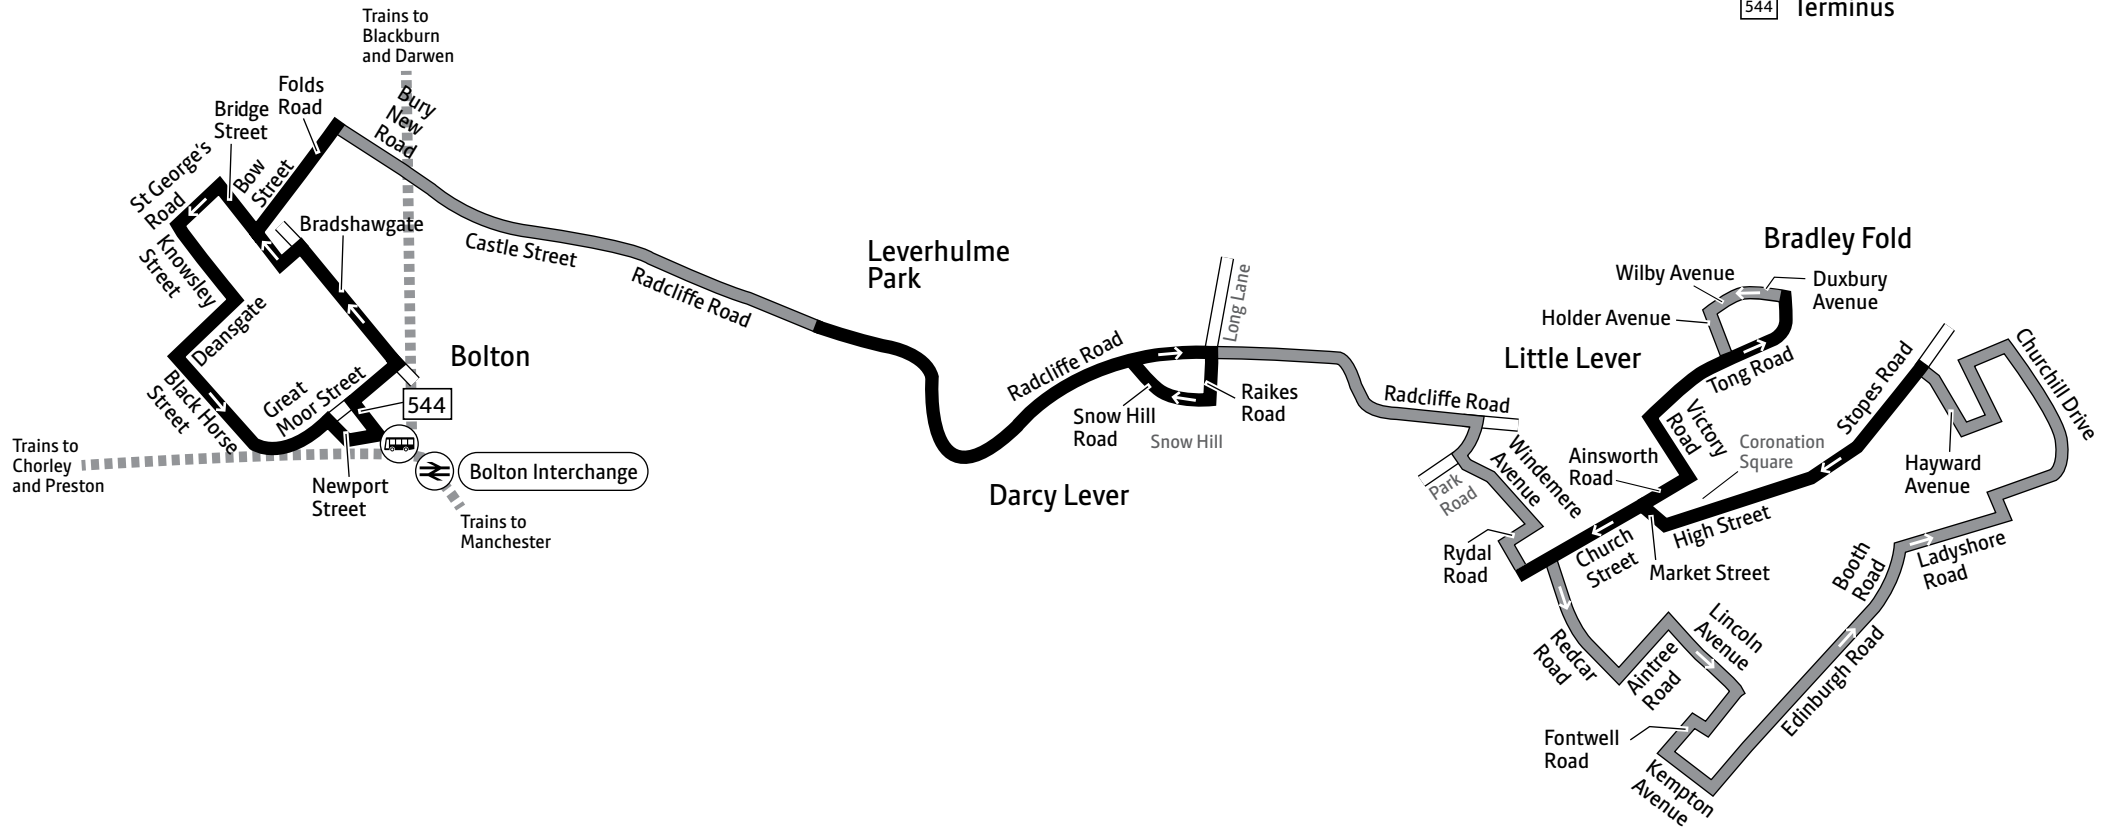 544 Terminus
Trains to
Blackburn
and Darwen
Folds
Road
Bridge
Street
Bury
New
Road
St George's
Road
Bow
Street
Bradshawgate
Knowsley
Street
Castle Street
Radcliffe Road
Leverhulme
Park
Deansgate
Bolton
Black Horse
Street
Great
Moor Street
544
Trains to
Chorley
and Preston
Newport
Street
Bolton Interchange
Trains to
Manchester
Radcliffe Road
Long Lane
Snow Hill
Road
Raikes
Road
Snow Hill
Darcy Lever
Radcliffe Road
Bradley Fold
Wilby Avenue
Duxbury
Avenue
Holder Avenue
Little Lever
Tong Road
Stopes Road
Churchill Drive
Victory
Road
Windemere
Avenue
Park
Road
Ainsworth
Road
Coronation
Square
Hayward
Avenue
Rydal
Road
Church
Street
High Street
Market Street
Ladyshore
Road
Booth
Road
Redcar
Road
Aintree
Road
Lincoln
Avenue
Edinburgh Road
Fontwell
Road
Kempton
Avenue